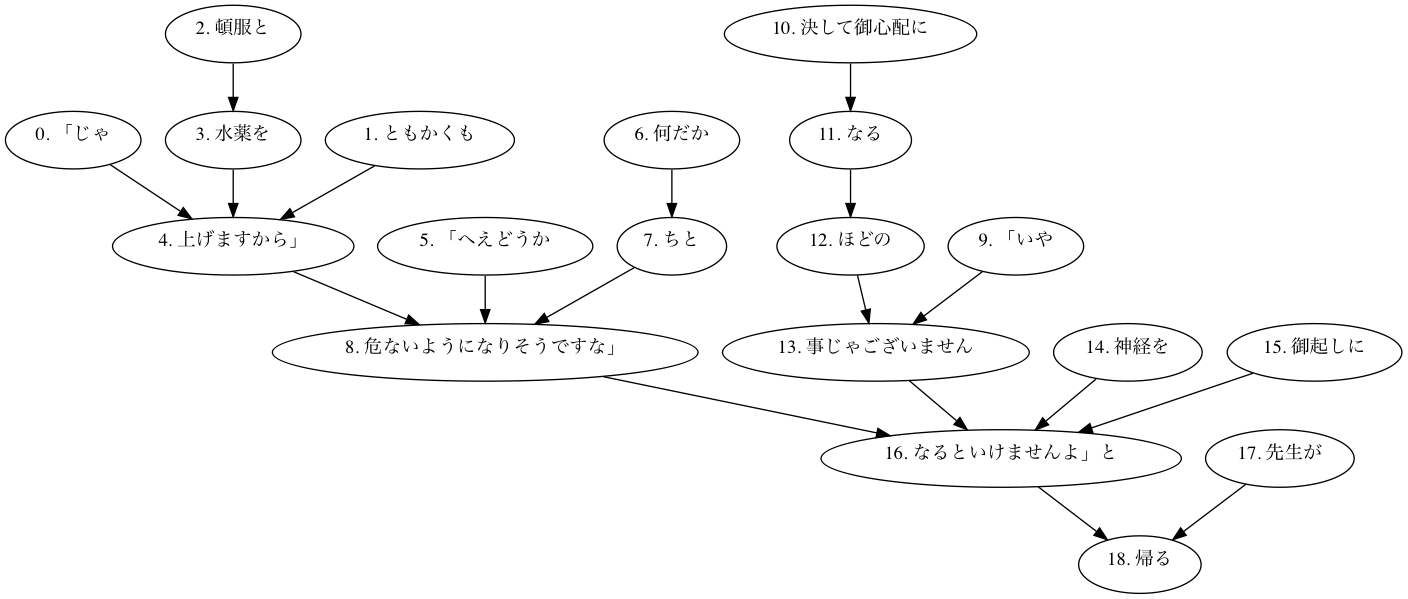 2. 頓服と
10. 決して御心配に
0. 「じゃ
3. 水薬を
1. ともかくも
6. 何だか
11. なる
4. 上げますから」
5. 「へえどうか
7. ちと
12. ほどの
9. 「いや
8. 危ないようになりそうですな」
13. 事じゃございません
14. 神経を
15. 御起しに
16. なるといけませんよ」と
17. 先生が
18. 帰る